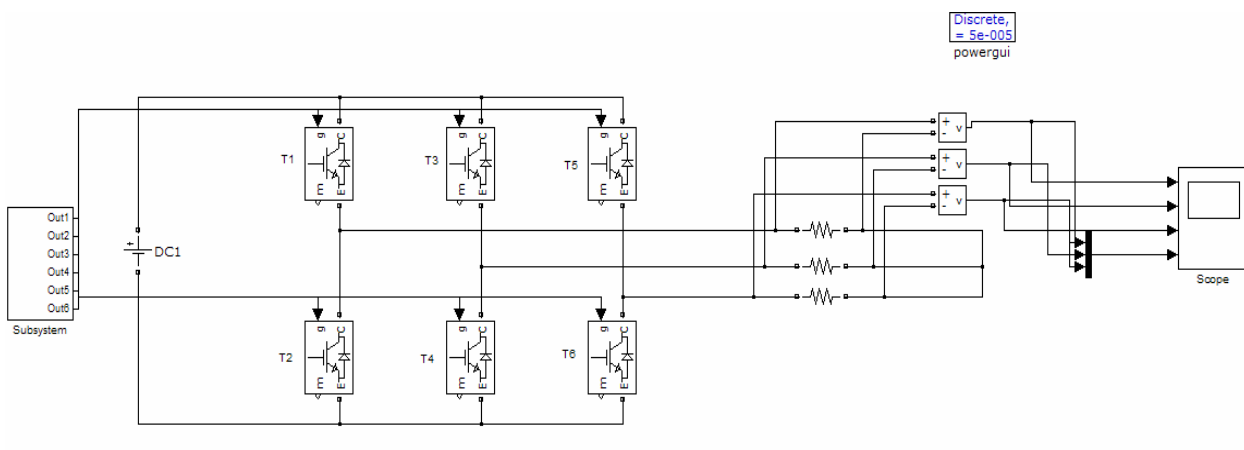 Discrete,
= 5e-005
powergui
g C
T1
E E
g C
T3
E E
g C
T5
E E
+ v
-
+ v
-
+ v
-
Out1
Out2
Out3
Out4
Out5
Out6
Subsystem
+
DC1
Scope
g C
T2
E E
g C
T4
E E
g C
T6
E E